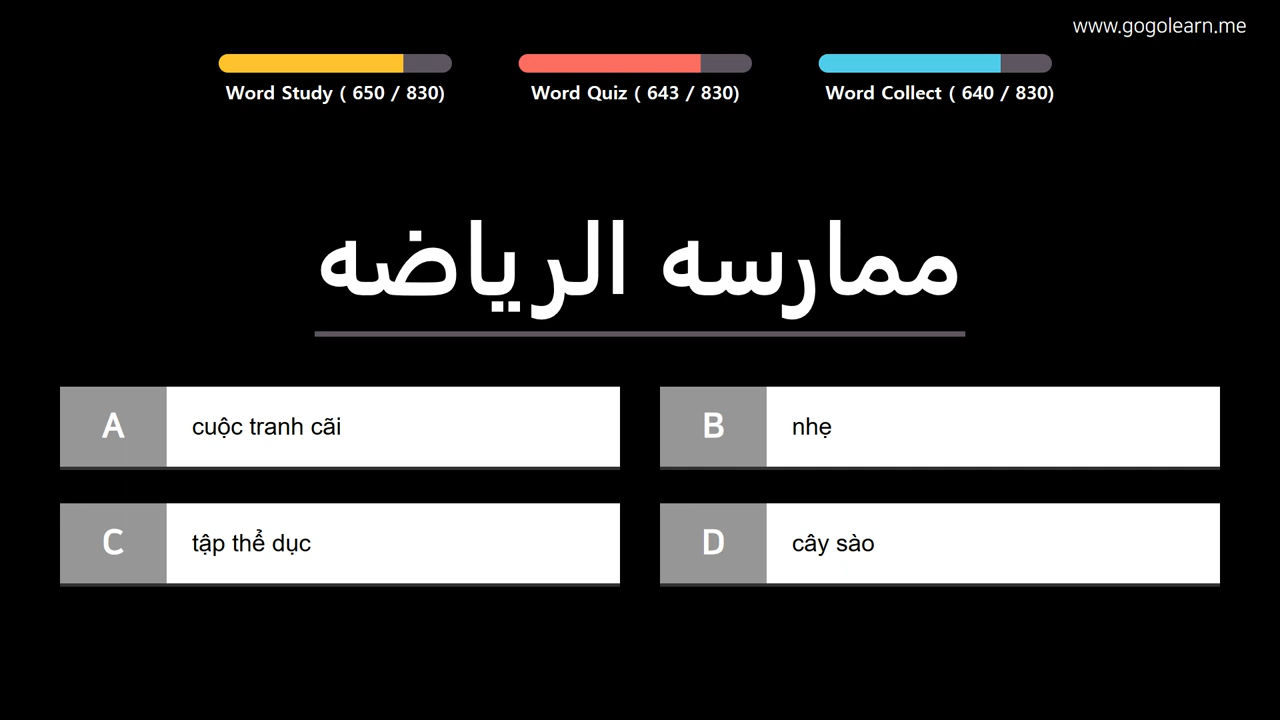 www.gogolearn.me
Word Study ( 650 / 830)
Word Quiz ( 643 / 830)
Word Collect ( 640 / 830)
ممارسه الرياضه
A
cuộc tranh cãi
B
nhẹ
C
tập thể dục
D
cây sào